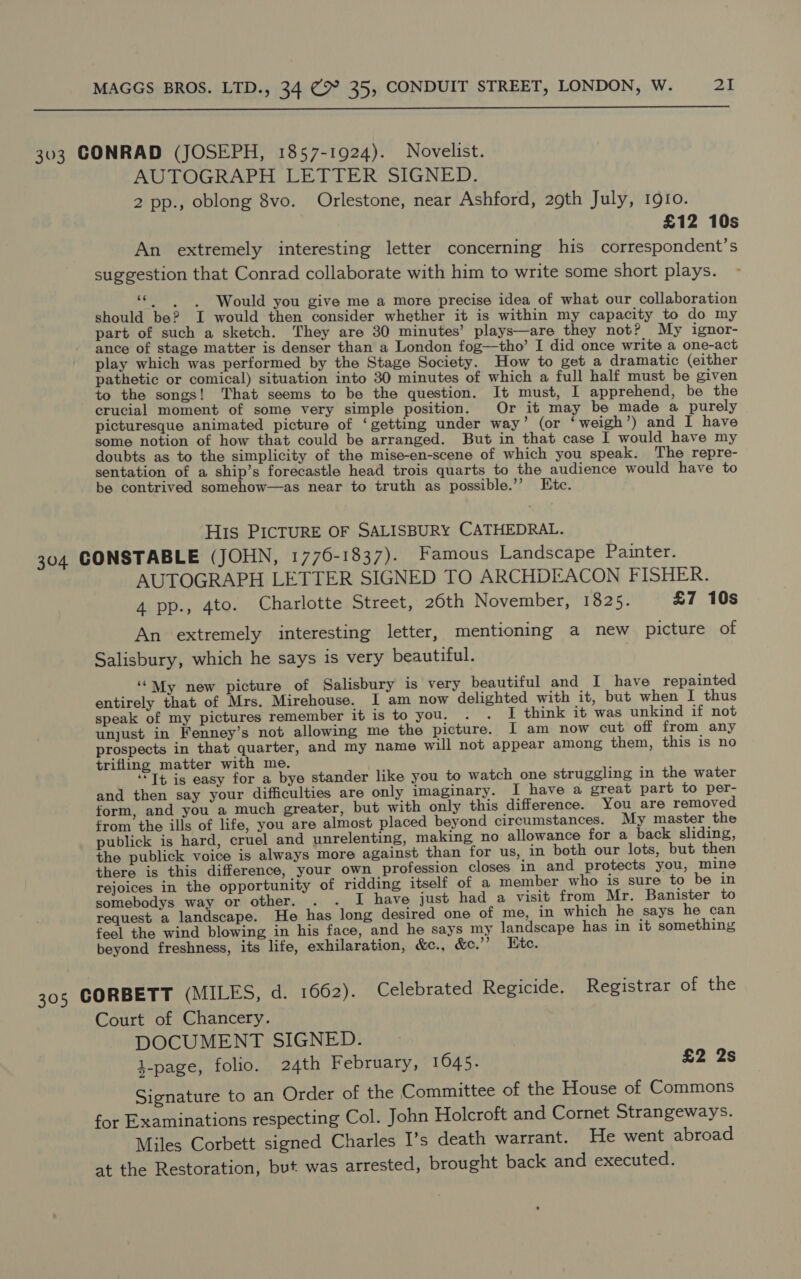 MAGGS BROS. LTD., 34 & 35, CONDUIT STREET, LONDON, W. 21
303 CONRAD (JOSEPH, 1857-1924). Novelist.
AUTOGRAPH LETTER SIGNED.
2 pp., oblong 8vo. Orlestone, near Ashford, 29th July, 1910.
£12 10s
An extremely interesting letter concerning his correspondent's
suggestion that Conrad collaborate with him to write some short plays.
“. . . Would you give me a more precise idea of what our collaboration
should be? I would then consider whether it is within my capacity to do my
part of such a sketch. They are 30 minutes' plays—are they not? My ignor-
ance of stage matter is denser than a London fog—tho' I did once write a one-act
play which was performed by the Stage Society. How to get a dramatic (either
pathetic or comical) situation into 30 minutes of which a full half must be given
to the songs! That seems to be the question. It must, I apprehend, be the
crucial moment of some very simple position. Or it may be made a purely
picturesque animated picture of ‘getting under way’ (or ‘weigh’) and I have
some notion of how that could be arranged. But in that case I would have my
doubts as to the simplicity of the mise-en-scene of which you speak. The repre-
sentation of a ship's forecastle head trois quarts to the audience would have to
be contrived somehow—as near to truth as possible.” Etc.
HIS PICTURE OF SALISBURY CATHEDRAL.
304 CONSTABLE (JOHN, 1776-1837). Famous Landscape Painter.
AUTOGRAPH LETTER SIGNED TO ARCHDEACON FISHER.
4 pp., 4to. Charlotte Street, 26th November, 1825. £7 10s
An extremely interesting letter, mentioning a new picture of
Salisbury, which he says is very beautiful.
“My new picture of Salisbury is very beautiful and I have repainted
entirely that of Mrs. Mirehouse. I am now delighted with it, but when I thus
speak of my pictures remember it is to you. . . I think it was unkind if not
unjust in Fenney's not allowing me the picture. I am now cut off from any
prospects in that quarter, and my name will not appear among them, this is no
trifling matter with me.
“It is easy for a bye stander like you to watch one struggling in the water
and then say your difficulties are only imaginary. I have a great part to per-
form, and you a much greater, but with only this difference. You are removed
from the ills of life, you are almost placed beyond circumstances. My master the
publick is hard, cruel and unrelenting, making no allowance for a back sliding,
the publick voice is always more against than for us, in both our lots, but then
there is this difference, your own profession closes in and protects you, mine
rejoices in the opportunity of ridding itself of a member who is sure to be in
somebodys way or other. . . I have just had a visit from Mr. Banister to
request a landscape. He has long desired one of me, in which he says he can
feel the wind blowing in his face, and he says my landscape has in it something
beyond freshness, its life, exhilaration, &c., &c.” Etc.
305 CORBETT (MILES, d. 1662). Celebrated Regicide. Registrar of the
Court of Chancery.
DOCUMENT SIGNED.
½-page, folio. 24th February, 1645. £2 2s
Signature to an Order of the Committee of the House of Commons
for Examinations respecting Col. John Holcroft and Cornet Strangeways.
Miles Corbett signed Charles I's death warrant. He went abroad
at the Restoration, but was arrested, brought back and executed.